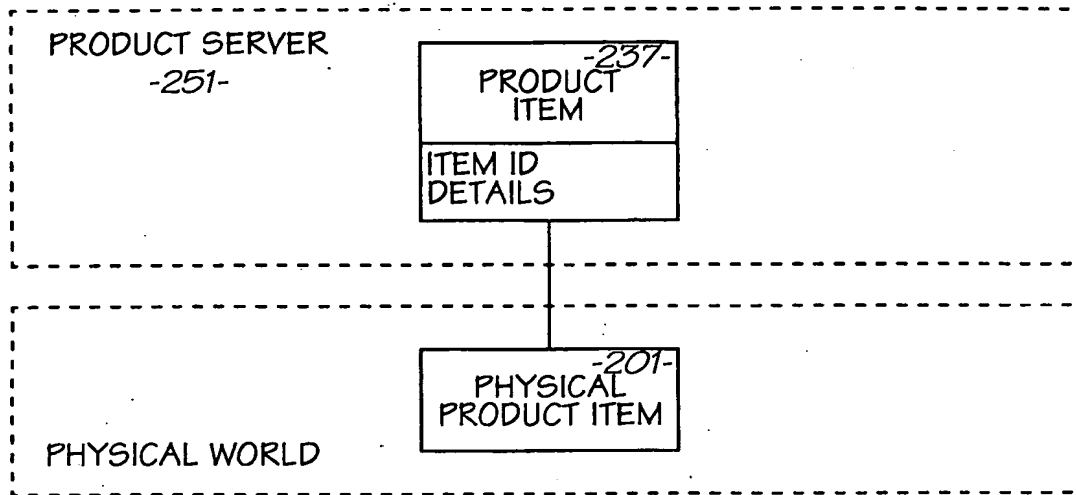 PRODUCT SERVER
-251-
-237-
PRODUCT
ITEM
ITEM ID
DETAILS
-201-
PHYSICAL
PRODUCT ITEM
PHYSICAL WORLD